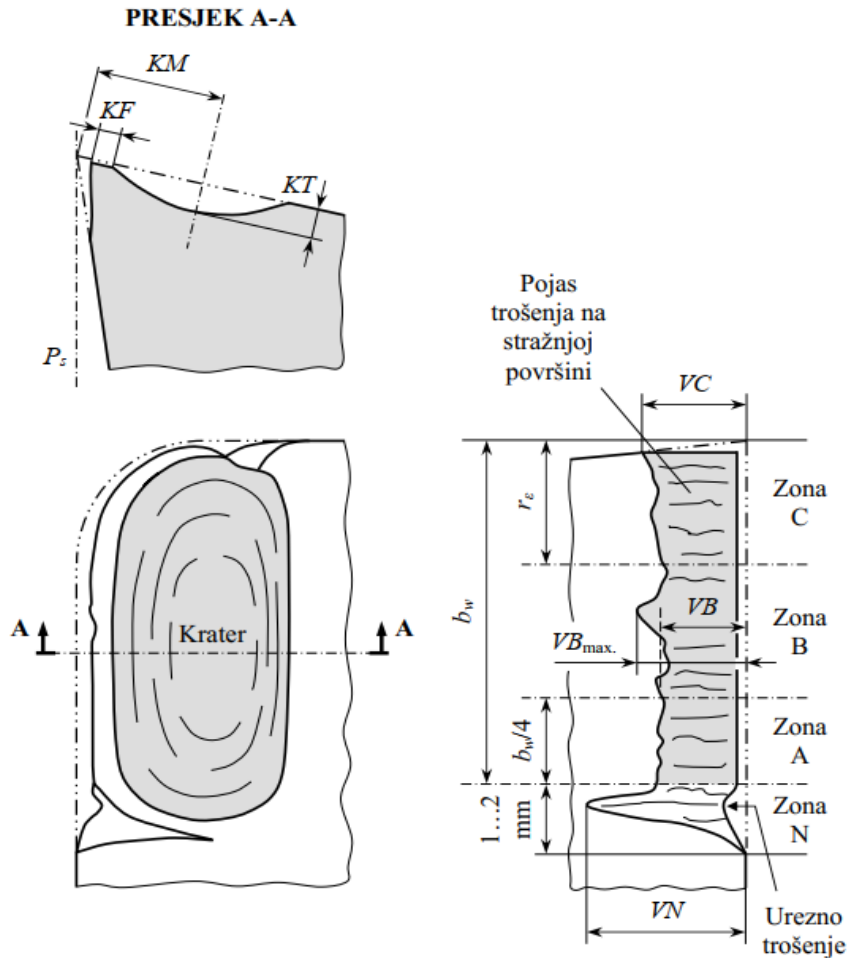 PRESJEK A-A
KM
KF
KT
Ps
Pojas
trošenja na
stražnjoj
površini
VC
rε
Zona
C
bw
A
Krater
A
VB
VBmax.
Zona
B
bw/4
Zona
A
1…2
mm
Zona
N
VN
Urezno
trošenje